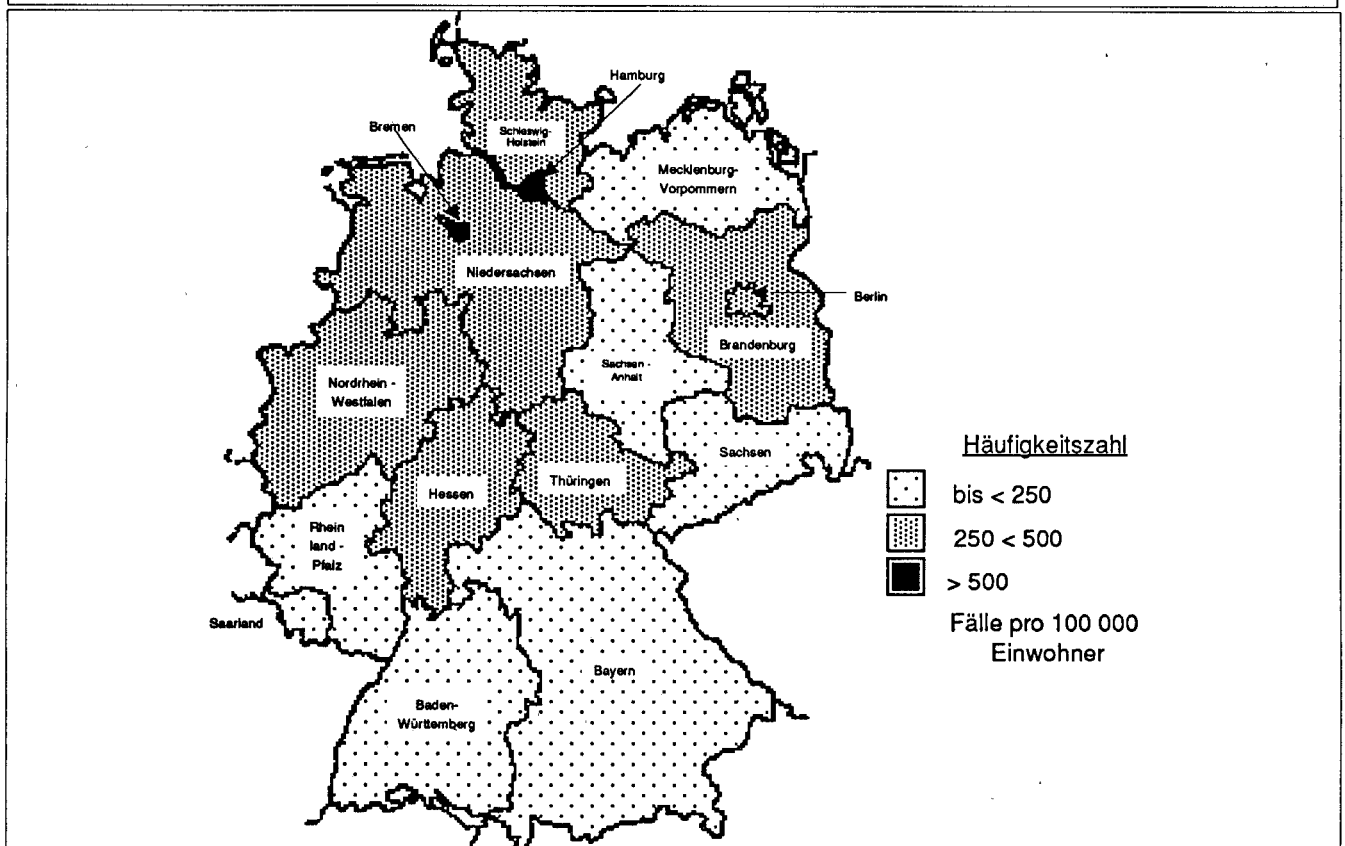 Hamburg
Bremen
Schleswig-
Holstein
Mecklenburg-
Vorpommern
Niedersachsen
Berlin
Brandenburg
Sachsen -
Anhalt
Nordrhein -
Westfalen
Sachsen
Thüringen
Hessen
Rhein
land -
Pfalz
Saarland
Bayern
Baden-
Württemberg
Häufigkeitszahl
bis < 250
250 < 500
> 500
Fälle pro 100 000
Einwohner